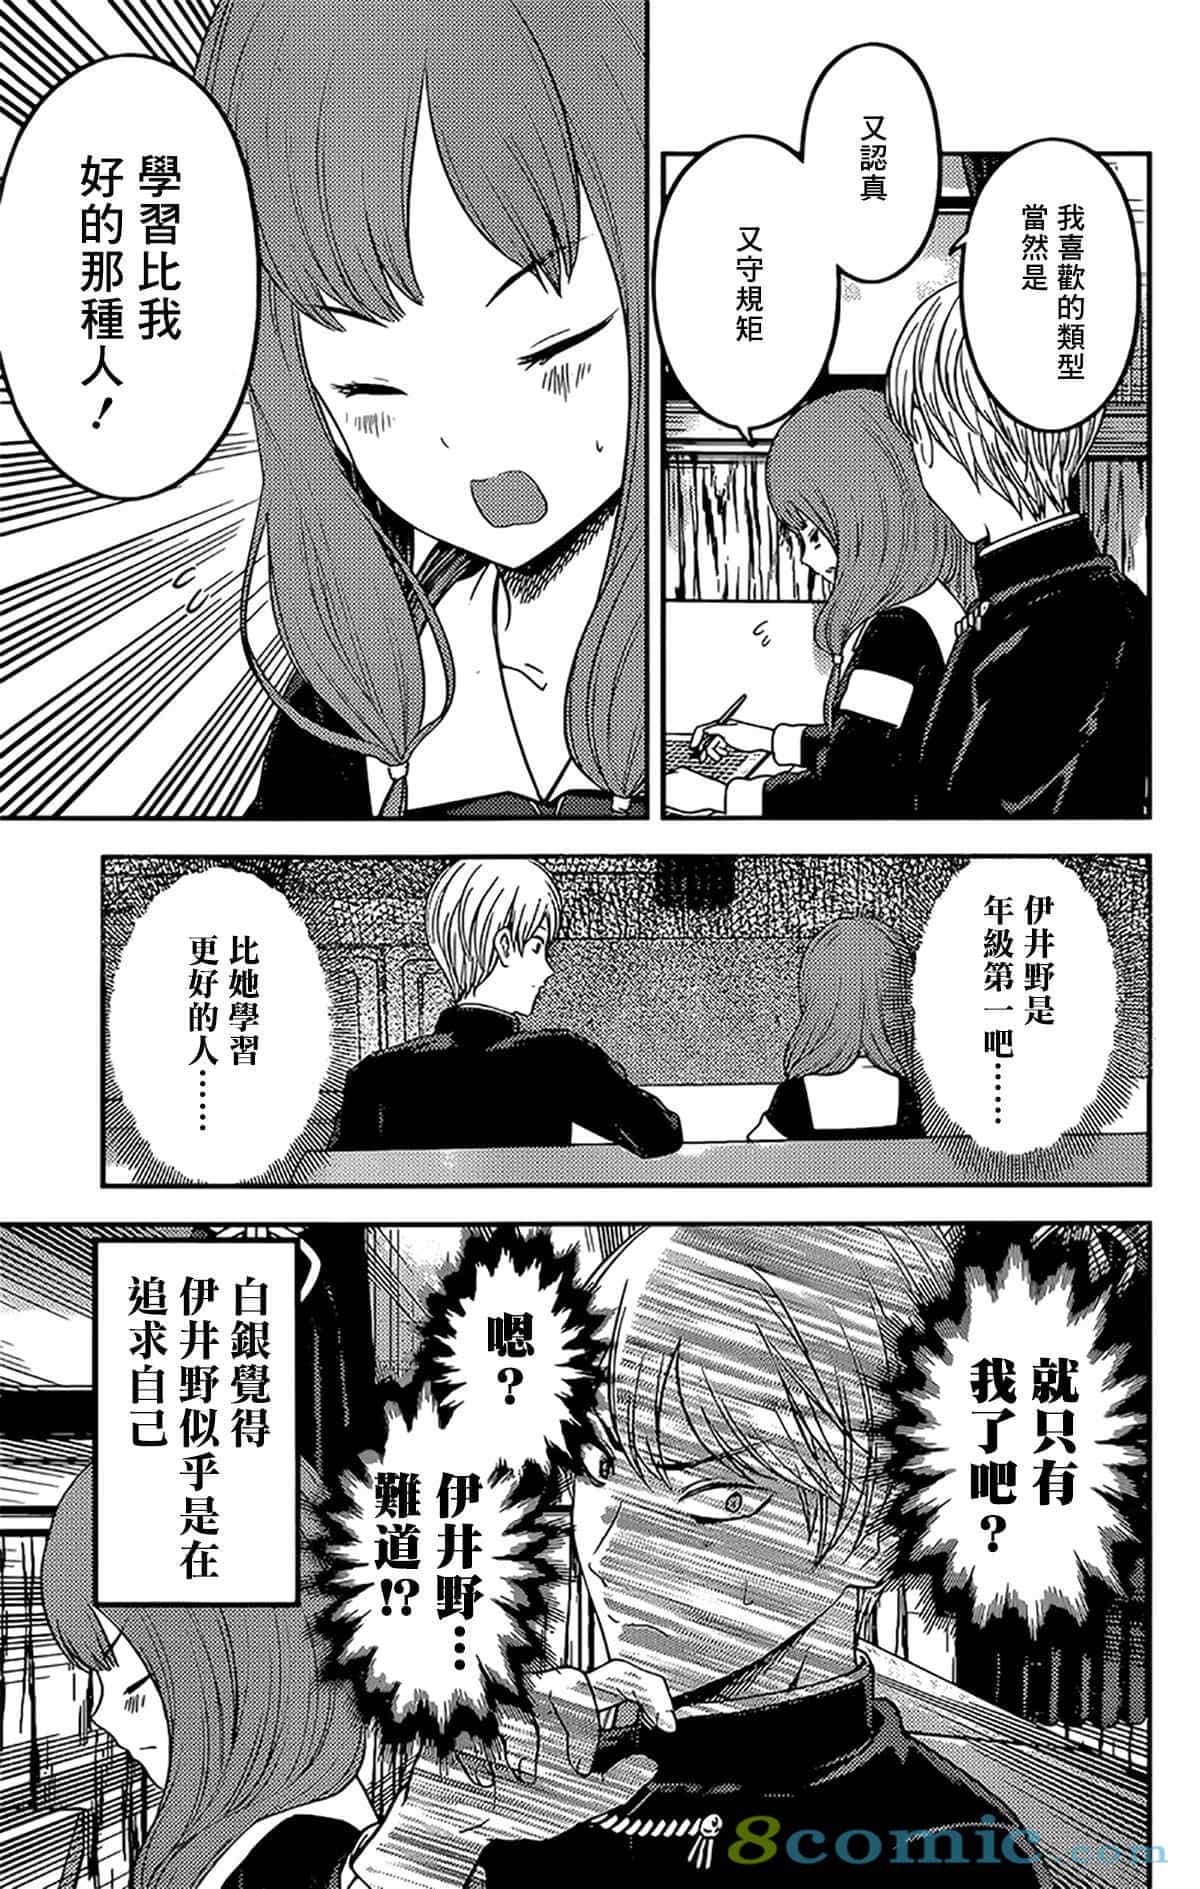 我喜歡的類型
當然是
又認真
又守規矩
學習比我
好的那種人！
伊井野是
年級第一吧……
比她學習
更好的人……
就只有
我了吧？
嗯？
伊井野…
難道!?
白銀覺得
伊井野似乎是在
追求自己
8comic.com